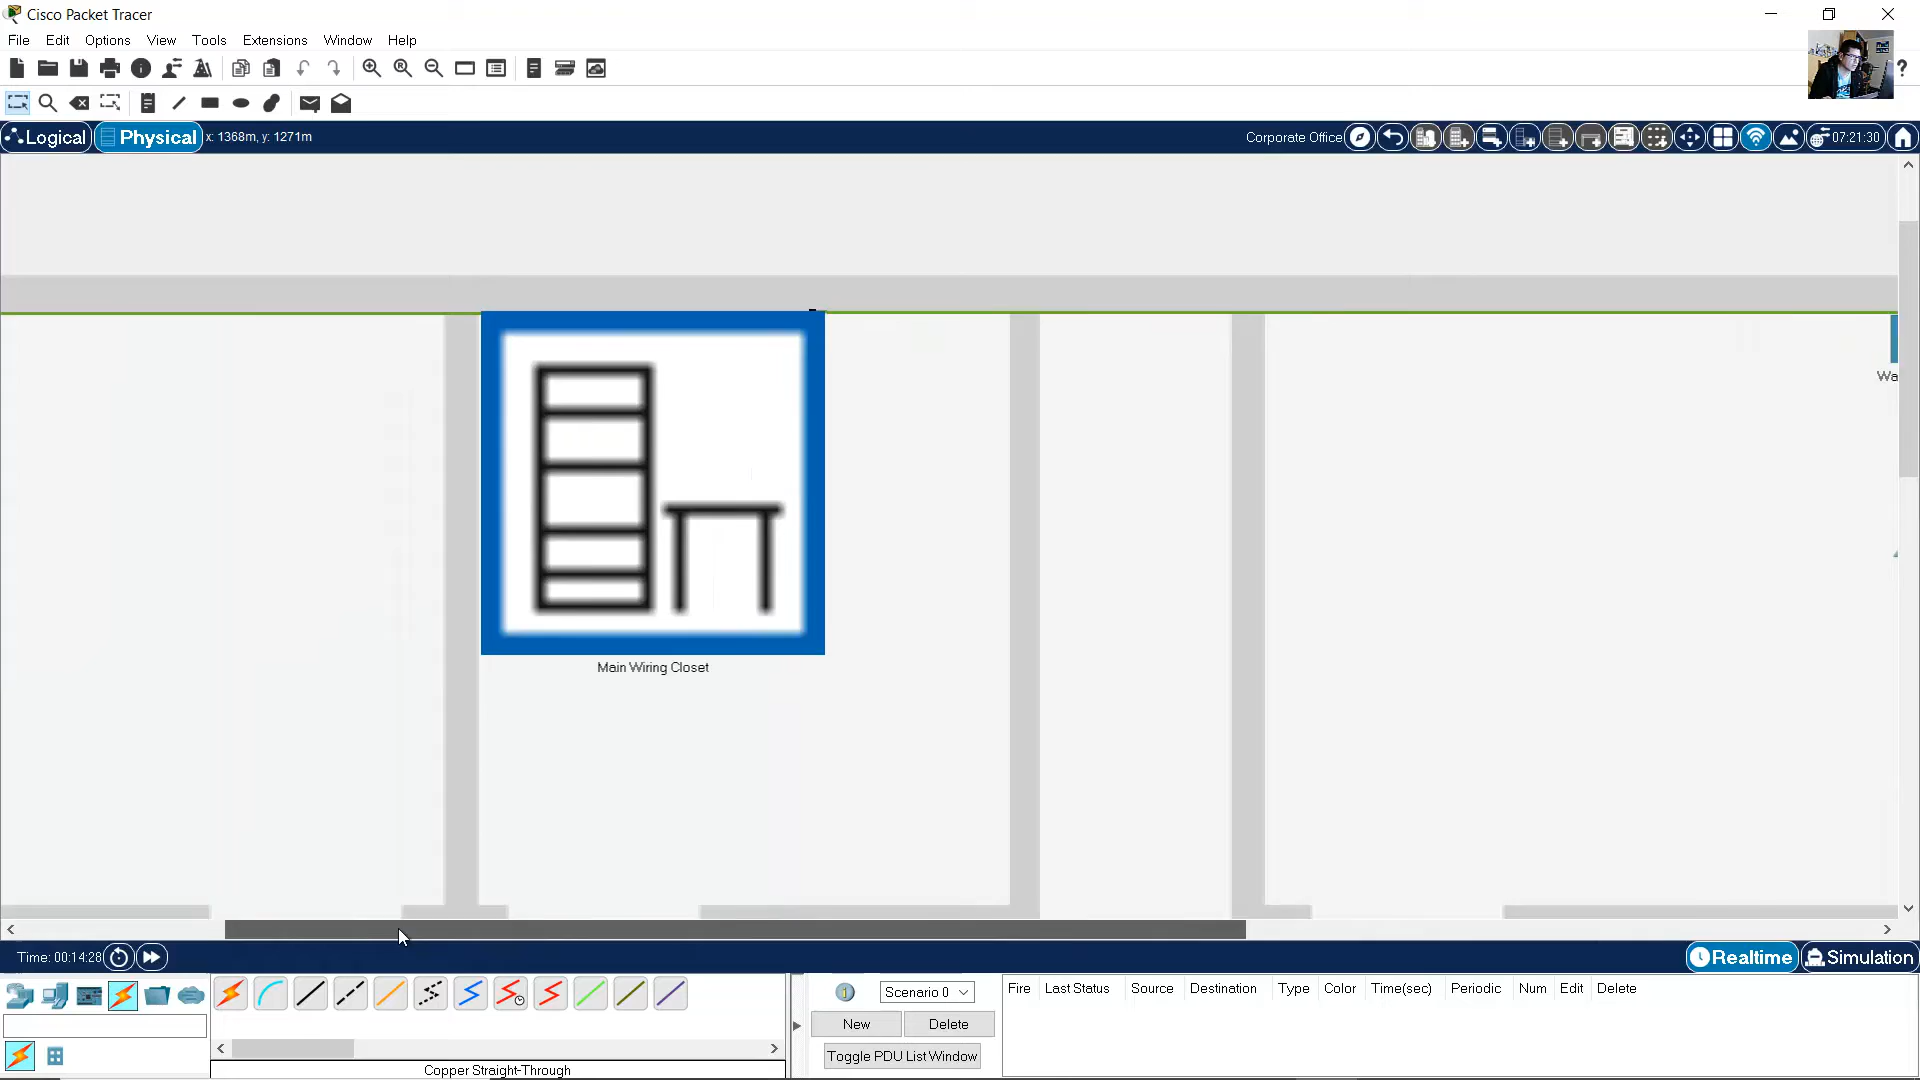 Cisco Packet Tracer
File Edit Options View Tools Extensions Window Help
?
Logical Physical x: 1368m, y: 1271m Corporate Office 07:21:30
Wa
Main Wiring Closet
Time: 00:14:28 Realtime Simulation
Scenario 0 Fire Last Status Source Destination Type Color Time(sec) Periodic Num Edit Delete
New Delete
Toggle PDU List Window
Copper Straight-Through